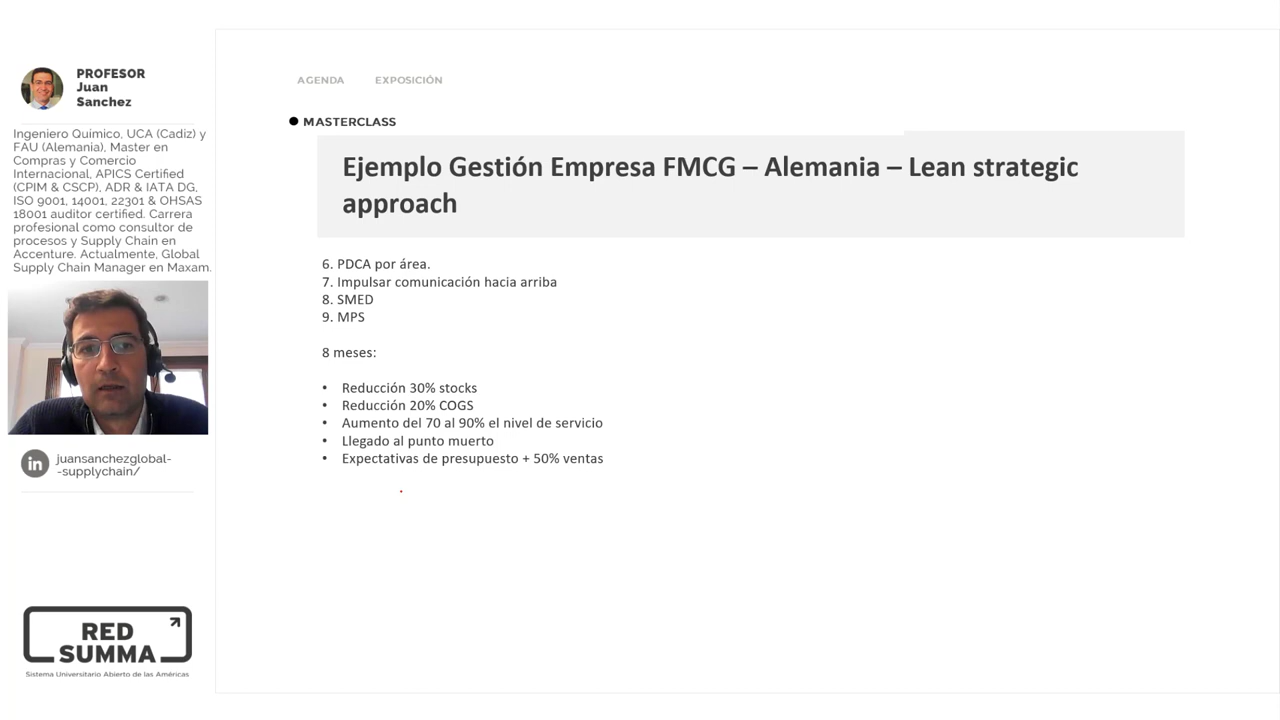 PROFESOR
Juan
Sanchez
Ingeniero Quimico, UCA (Cadiz) y
FAU (Alemania), Master en
Compras y Comercio
Internacional, APICS Certified
(CPIM & CSCP), ADR & IATA DG,
ISO 9001, 14001, 22301 & OHSAS
18001 auditor certified. Carrera
profesional como consultor de
procesos y Supply Chain en
Accenture. Actualmente, Global
Supply Chain Manager en Maxam.
in
juansanchezglobal-
-supplychain/
RED
SUMMA
Sistema Universitario Abierto de las Américas
AGENDA EXPOSICIÓN
● MASTERCLASS
Ejemplo Gestión Empresa FMCG – Alemania – Lean strategic
approach
6. PDCA por área.
7. Impulsar comunicación hacia arriba
8. SMED
9. MPS
8 meses:
• Reducción 30% stocks
• Reducción 20% COGS
• Aumento del 70 al 90% el nivel de servicio
• Llegado al punto muerto
• Expectativas de presupuesto + 50% ventas